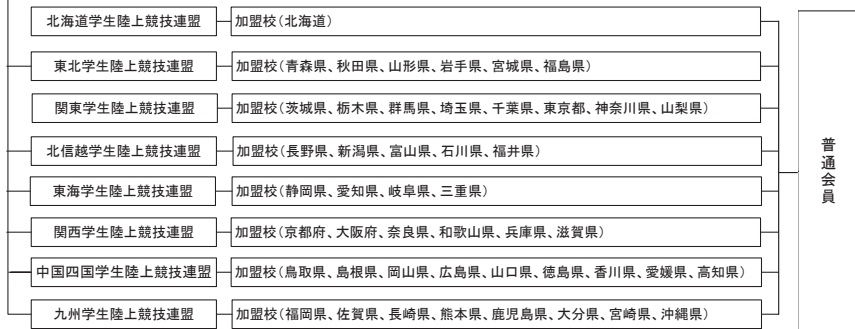 北海道学生陸上競技連盟 加盟校(北海道)
東北学生陸上競技連盟 加盟校(青森県、秋田県、山形県、岩手県、宮城県、福島県)
関東学生陸上競技連盟 加盟校(茨城県、栃木県、群馬県、埼玉県、千葉県、東京都、神奈川県、山梨県)
北信越学生陸上競技連盟 加盟校(長野県、新潟県、富山県、石川県、福井県)
東海学生陸上競技連盟 加盟校(静岡県、愛知県、岐阜県、三重県)
関西学生陸上競技連盟 加盟校(京都府、大阪府、奈良県、和歌山県、兵庫県、滋賀県)
中国四国学生陸上競技連盟 加盟校(鳥取県、島根県、岡山県、広島県、山口県、徳島県、香川県、愛媛県、高知県)
九州学生陸上競技連盟 加盟校(福岡県、佐賀県、長崎県、熊本県、鹿児島県、大分県、宮崎県、沖縄県)
普通会員